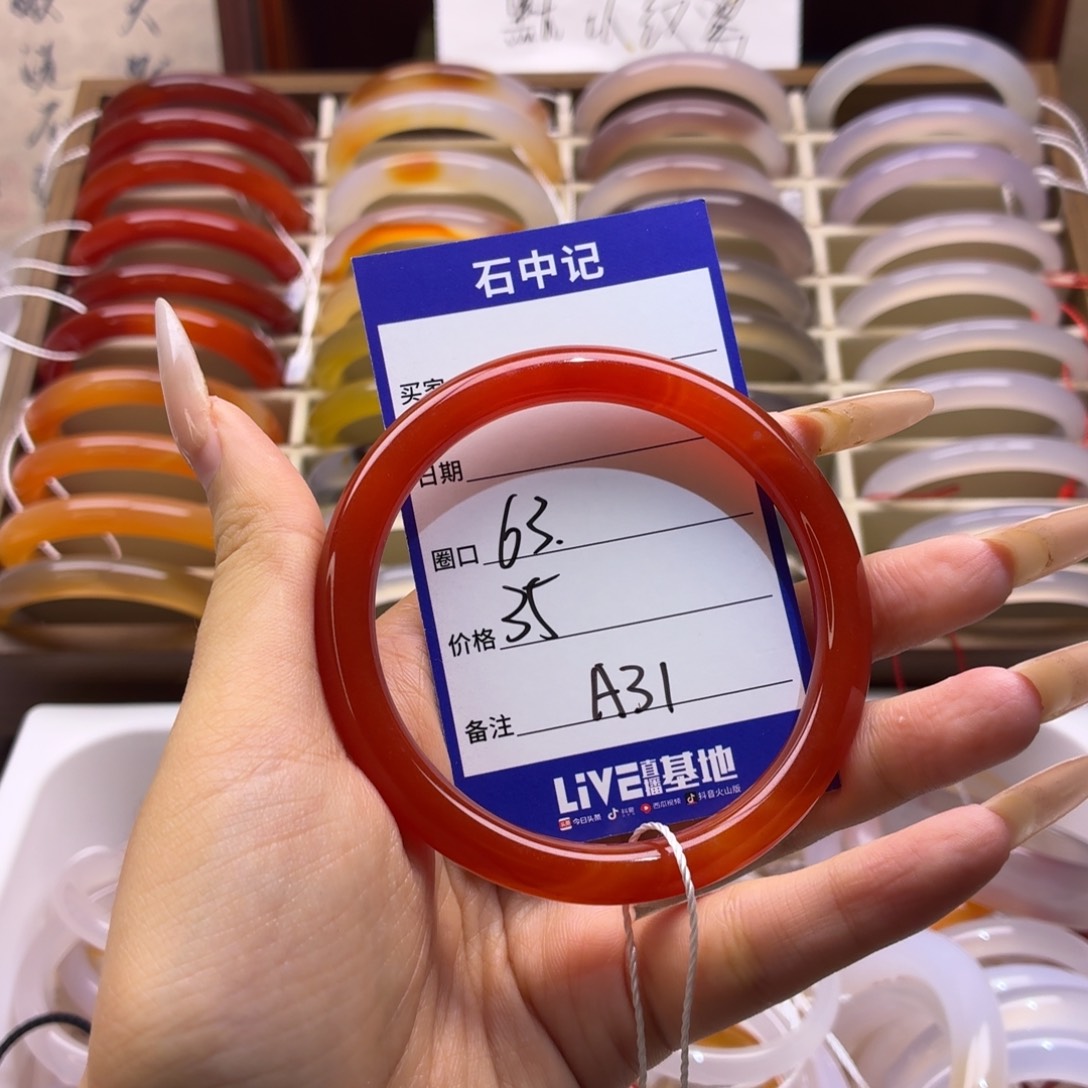 石中记
买家
日期
圈口 63.
价格 35
备注 A31
LiVE直播基地
今日头条 抖音 西瓜视频 抖音火山版